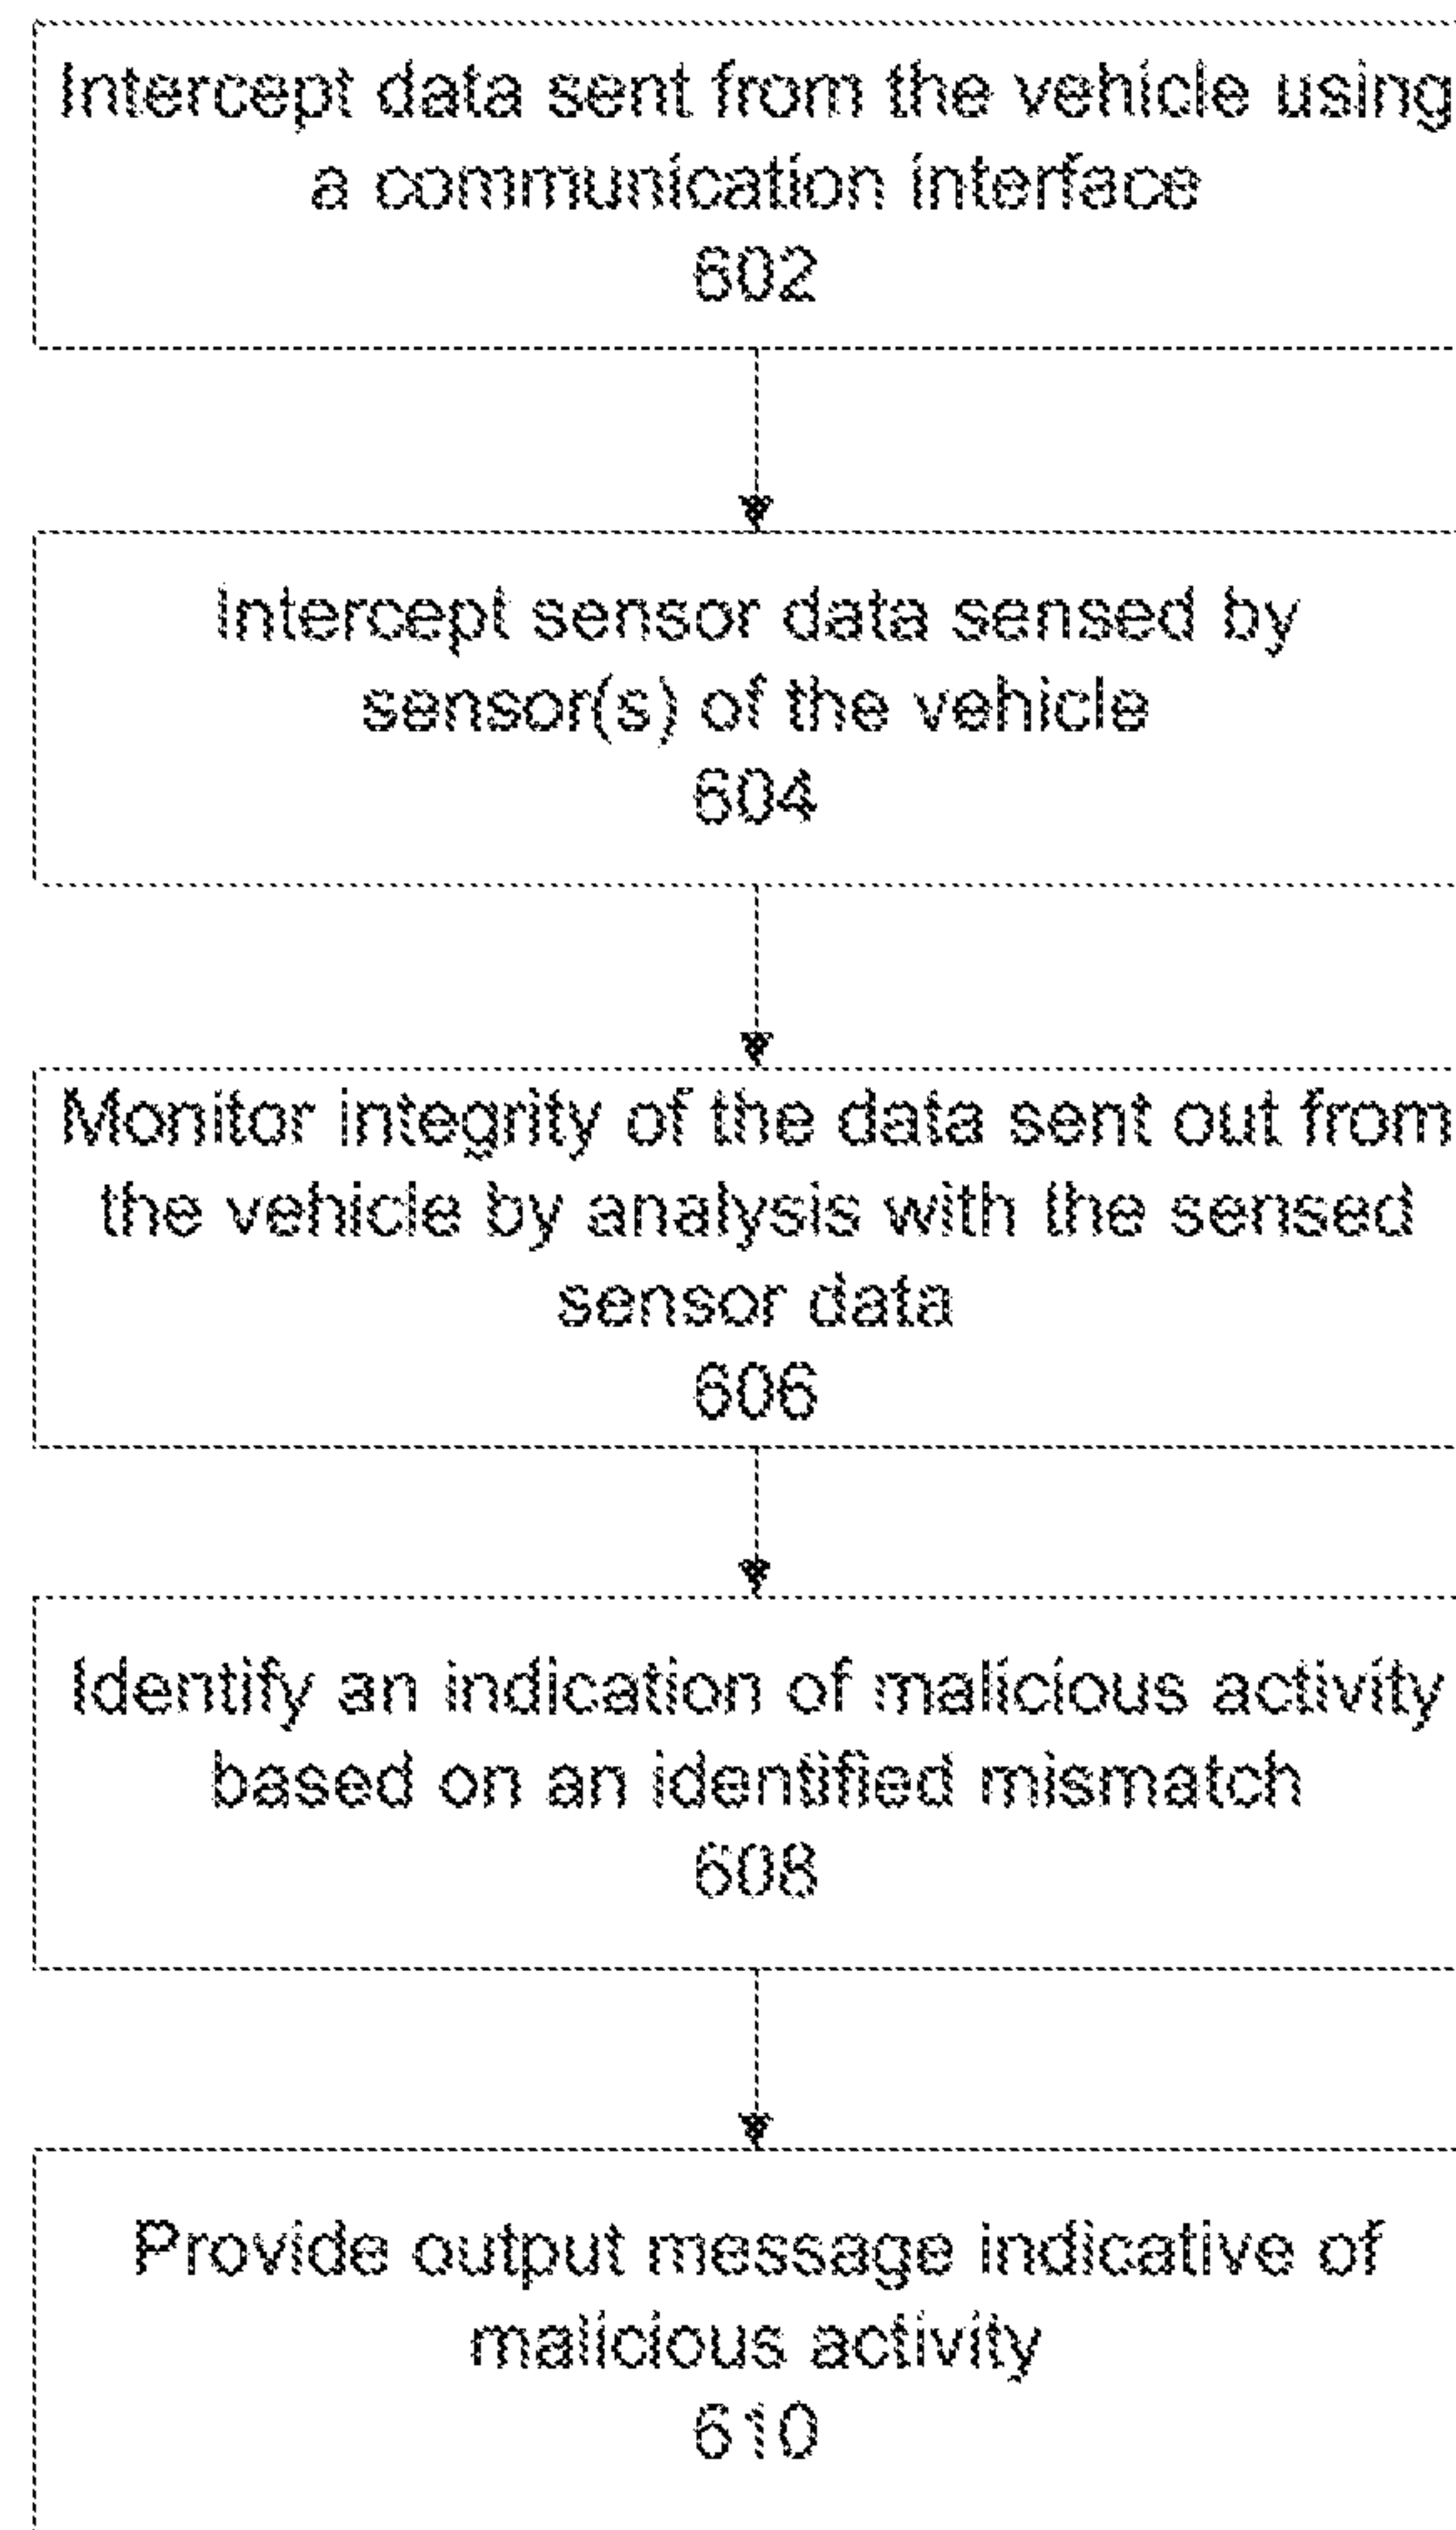 Intercept data sent from the vehicle using
a communication interface
602
Intercept sensor data sensed by
sensor(s) of the vehicle
604
Monitor integrity of the data sent out from
the vehicle by analysis with the sensed
sensor data
606
Identify an indication of malicious activity
based on an identified mismatch
608
Provide output message indicative of
malicious activity
610